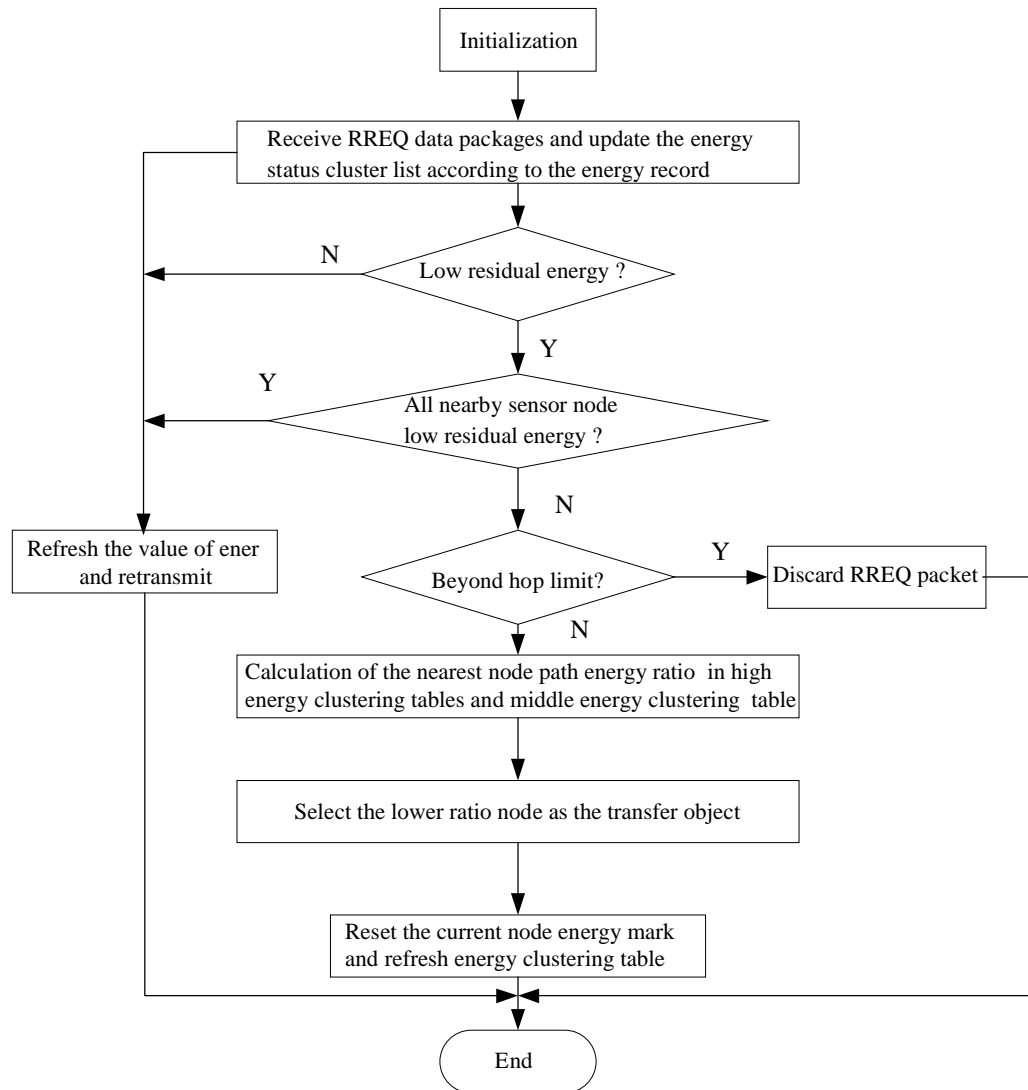 Initialization
Receive RREQ data packages and update the energy
status cluster list according to the energy record
N
Low residual energy ?
Y
Y
All nearby sensor node
low residual energy ?
N
Refresh the value of ener
and retransmit
Beyond hop limit?
Y
Discard RREQ packet
N
Calculation of the nearest node path energy ratio in high
energy clustering tables and middle energy clustering table
Select the lower ratio node as the transfer object
Reset the current node energy mark
and refresh energy clustering table
End